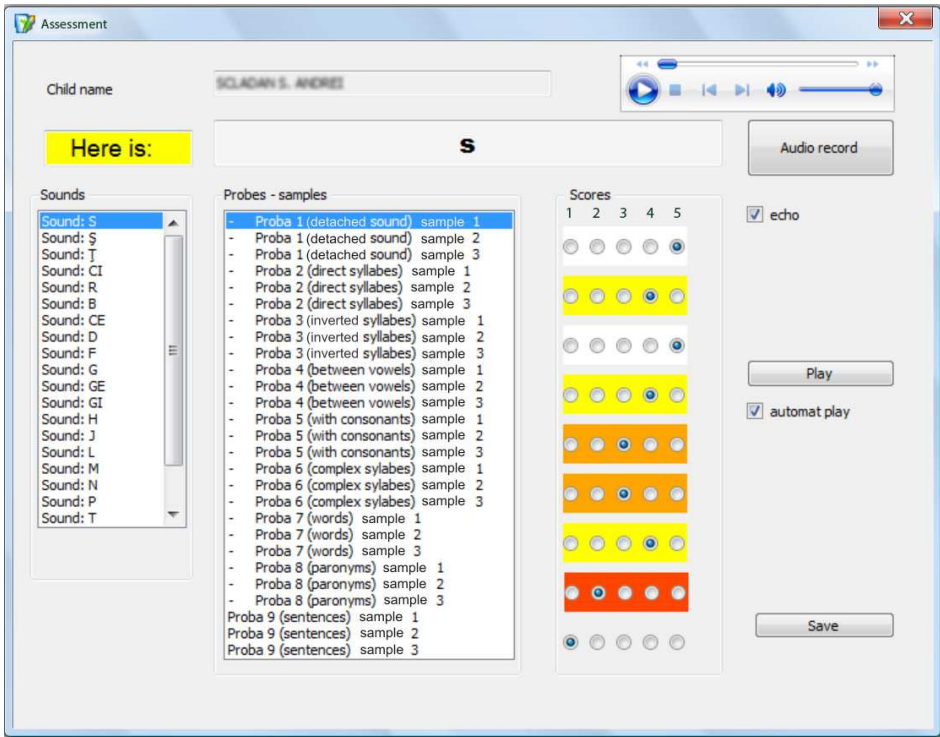 Assessment
Child name
Here is:
s
Audio record
Sounds
Sound: S
Sound: Ș
Sound: Ț
Sound: CI
Sound: R
Sound: B
Sound: CE
Sound: D
Sound: F
Sound: G
Sound: GE
Sound: GI
Sound: H
Sound: J
Sound: L
Sound: M
Sound: N
Sound: P
Sound: T
Probes - samples
- Proba 1 (detached sound) sample 1
- Proba 1 (detached sound) sample 2
- Proba 1 (detached sound) sample 3
- Proba 2 (direct syllabes) sample 1
- Proba 2 (direct syllabes) sample 2
- Proba 2 (direct syllabes) sample 3
- Proba 3 (inverted syllabes) sample 1
- Proba 3 (inverted syllabes) sample 2
- Proba 3 (inverted syllabes) sample 3
- Proba 4 (between vowels) sample 1
- Proba 4 (between vowels) sample 2
- Proba 4 (between vowels) sample 3
- Proba 5 (with consonants) sample 1
- Proba 5 (with consonants) sample 2
- Proba 5 (with consonants) sample 3
- Proba 6 (complex sylabes) sample 1
- Proba 6 (complex sylabes) sample 2
- Proba 6 (complex sylabes) sample 3
- Proba 7 (words) sample 1
- Proba 7 (words) sample 2
- Proba 7 (words) sample 3
- Proba 8 (paronyms) sample 1
- Proba 8 (paronyms) sample 2
- Proba 8 (paronyms) sample 3
Proba 9 (sentences) sample 1
Proba 9 (sentences) sample 2
Proba 9 (sentences) sample 3
Scores
1 2 3 4 5
echo
Play
automat play
Save